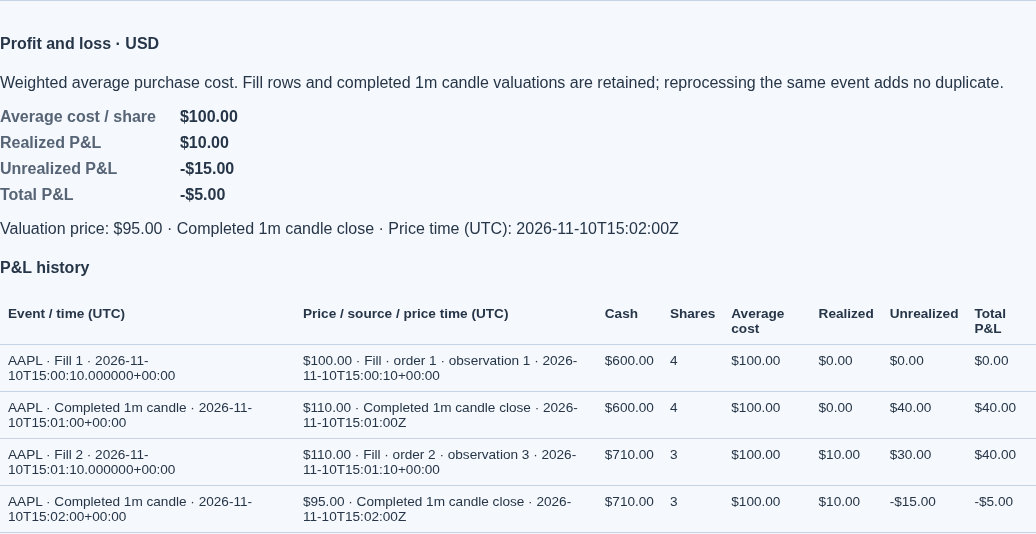 Profit and loss · USD
Weighted average purchase cost. Fill rows and completed 1m candle valuations are retained; reprocessing the same event adds no duplicate.
Average cost / share $100.00
Realized P&L $10.00
Unrealized P&L -$15.00
Total P&L -$5.00
Valuation price: $95.00 · Completed 1m candle close · Price time (UTC): 2026-11-10T15:02:00Z
P&L history
Event / time (UTC) Price / source / price time (UTC) Cash Shares Average Realized Unrealized Total
cost P&L
AAPL · Fill 1 · 2026-11- $100.00 · Fill · order 1 · observation 1 · 2026- $600.00 4 $100.00 $0.00 $0.00 $0.00
10T15:00:10.000000+00:00 11-10T15:00:10+00:00
AAPL · Completed 1m candle · 2026-11- $110.00 · Completed 1m candle close · 2026- $600.00 4 $100.00 $0.00 $40.00 $40.00
10T15:01:00+00:00 11-10T15:01:00Z
AAPL · Fill 2 · 2026-11- $110.00 · Fill · order 2 · observation 3 · 2026- $710.00 3 $100.00 $10.00 $30.00 $40.00
10T15:01:10.000000+00:00 11-10T15:01:10+00:00
AAPL · Completed 1m candle · 2026-11- $95.00 · Completed 1m candle close · 2026- $710.00 3 $100.00 $10.00 -$15.00 -$5.00
10T15:02:00+00:00 11-10T15:02:00Z